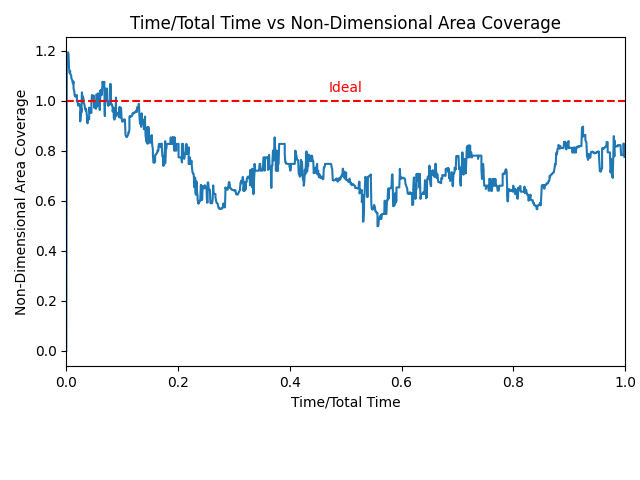 Time/Total Time vs Non-Dimensional Area Coverage
Non-Dimensional Area Coverage
1.2
1.0
0.8
0.6
0.4
0.2
0.0
Ideal
0.0 0.2 0.4 0.6 0.8 1.0
Time/Total Time